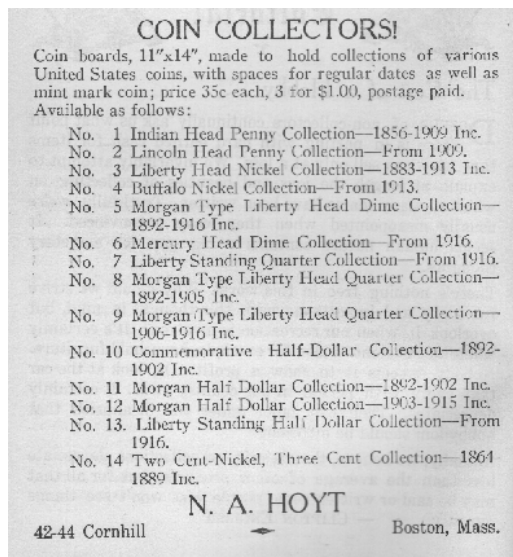 COIN COLLECTORS!
Coin boards, 11"x14", made to hold collections of various
United States coins, with spaces for regular dates as well as
mint mark coin; price 35c each, 3 for $1.00, postage paid.
Available as follows:
No. 1 Indian Head Penny Collection—1856-1909 Inc.
No. 2 Lincoln Head Penny Collection—From 1909.
No. 3 Liberty Head Nickel Collection—1883-1913 Inc.
No. 4 Buffalo Nickel Collection—From 1913.
No. 5 Morgan Type Liberty Head Dime Collection—
1892-1916 Inc.
No. 6 Mercury Head Dime Collection—From 1916.
No. 7 Liberty Standing Quarter Collection—From 1916.
No. 8 Morgan Type Liberty Head Quarter Collection—
1892-1905 Inc.
No. 9 Morgan Type Liberty Head Quarter Collection—
1906-1916 Inc.
No. 10 Commemorative Half-Dollar Collection—1892-
1902 Inc.
No. 11 Morgan Half Dollar Collection—1892-1902 Inc.
No. 12 Morgan Half Dollar Collection—1903-1915 Inc.
No. 13. Liberty Standing Half Dollar Collection—From
1916.
No. 14 Two Cent-Nickel, Three Cent Collection—1864
1889 Inc.
N. A. HOYT
42-44 Cornhill Boston, Mass.